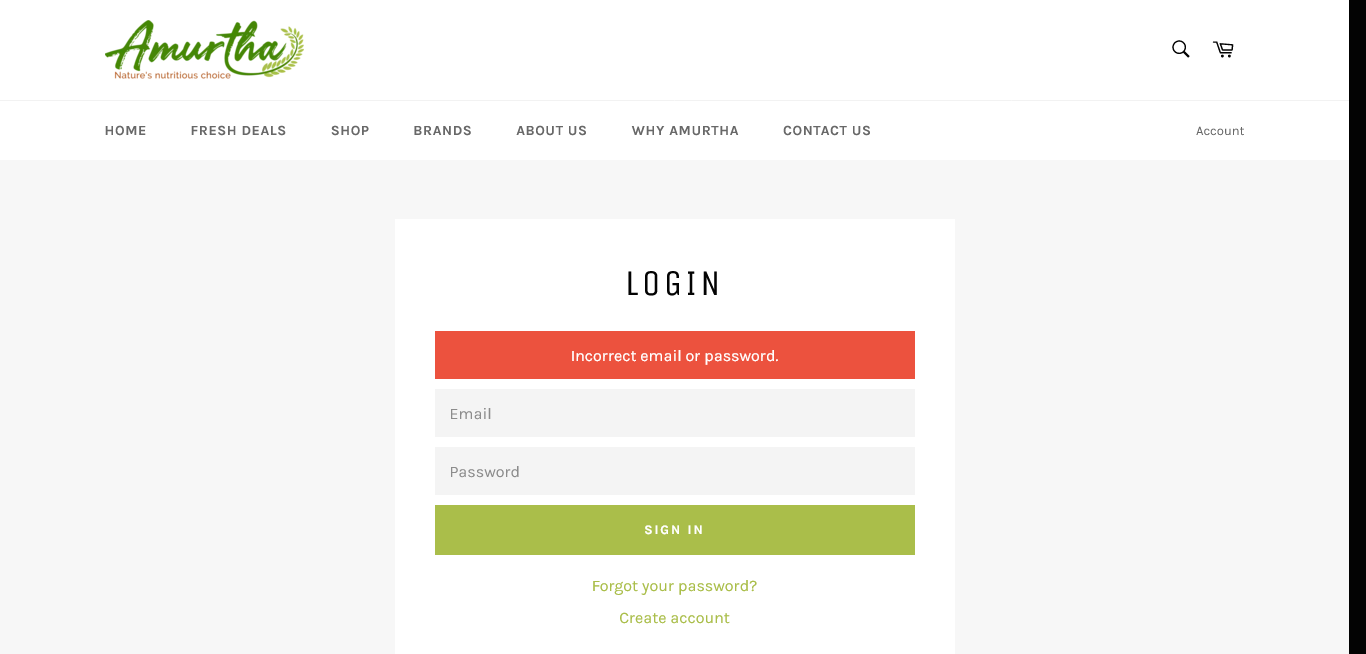 Amurtha
Nature's nutritious choice
HOME FRESH DEALS SHOP BRANDS ABOUT US WHY AMURTHA CONTACT US Account
LOGIN
Incorrect email or password.
Email
Password
SIGN IN
Forgot your password?
Create account